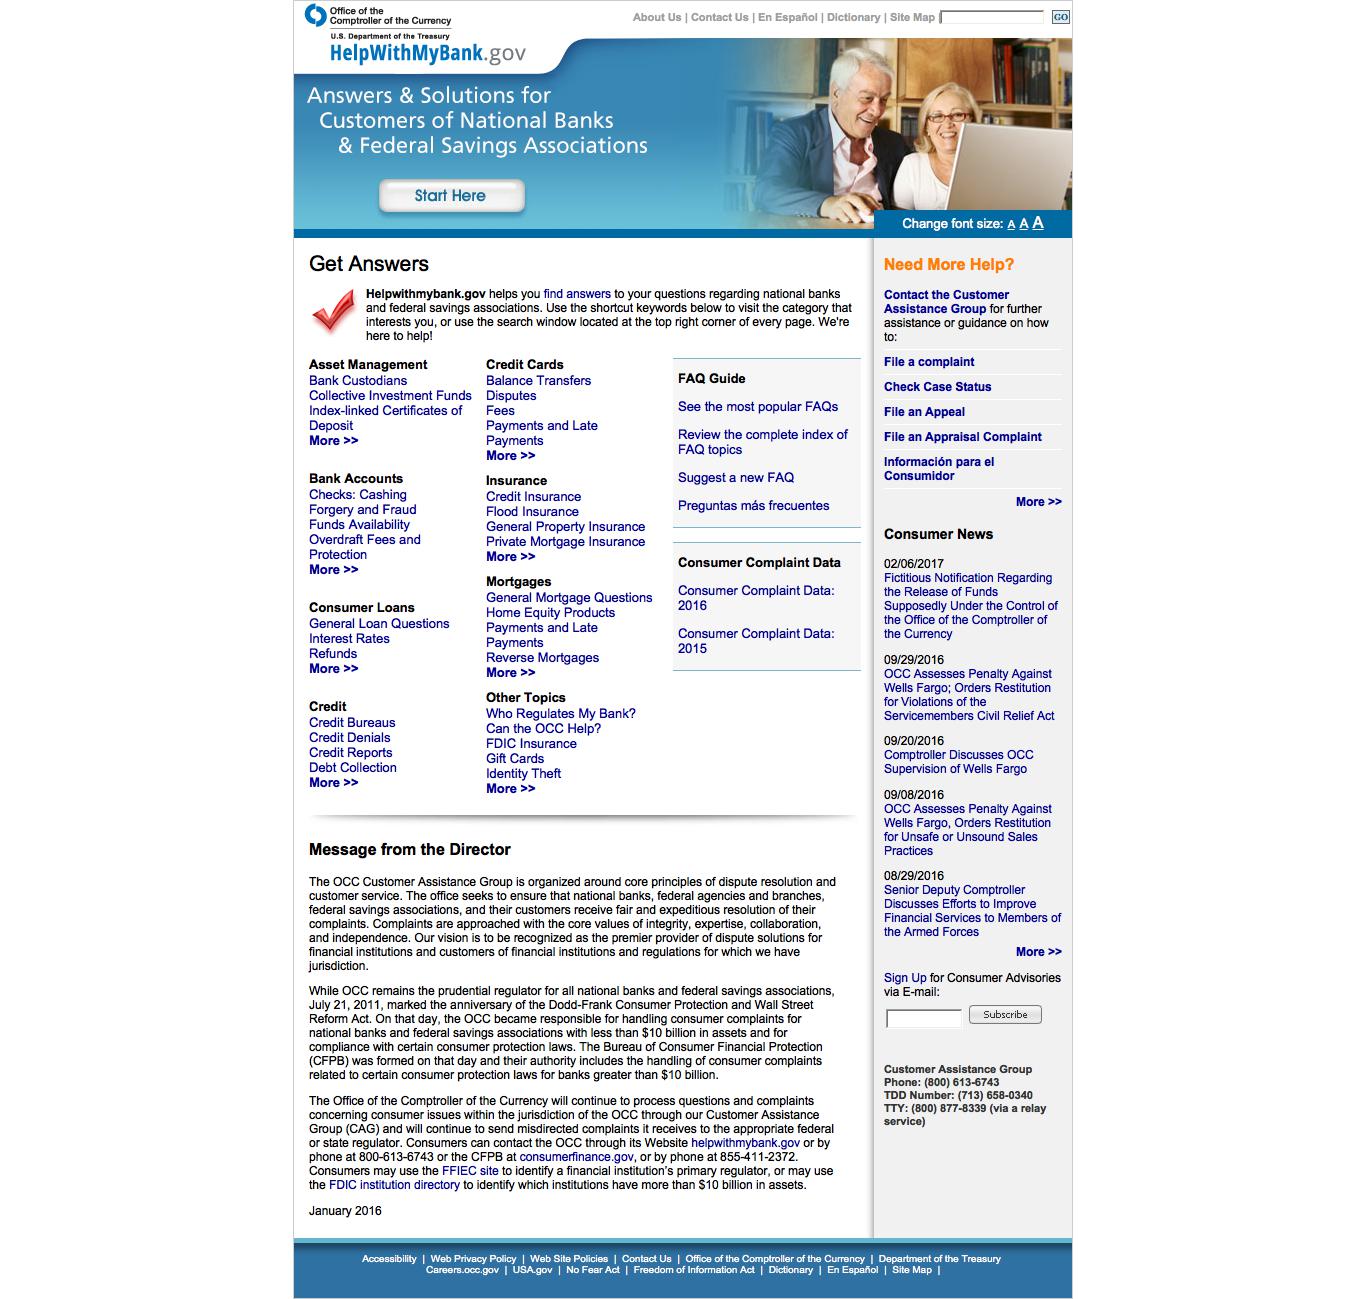 Office of the
Comptroller of the Currency
U.S. Department of the Treasury
HelpWithMyBank.gov
About Us | Contact Us | En Español | Dictionary | Site Map |
GO
Answers & Solutions for
Customers of National Banks
& Federal Savings Associations
Start Here
Change font size: A A A
Get Answers
Helpwithmybank.gov helps you find answers to your questions regarding national banks
and federal savings associations. Use the shortcut keywords below to visit the category that
interests you, or use the search window located at the top right corner of every page. We're
here to help!
Asset Management
Bank Custodians
Collective Investment Funds
Index-linked Certificates of
Deposit
More >>
Bank Accounts
Checks: Cashing
Forgery and Fraud
Funds Availability
Overdraft Fees and
Protection
More >>
Consumer Loans
General Loan Questions
Interest Rates
Refunds
More >>
Credit
Credit Bureaus
Credit Denials
Credit Reports
Debt Collection
More >>
Credit Cards
Balance Transfers
Disputes
Fees
Payments and Late
Payments
More >>
Insurance
Credit Insurance
Flood Insurance
General Property Insurance
Private Mortgage Insurance
More >>
Mortgages
General Mortgage Questions
Home Equity Products
Payments and Late
Payments
Reverse Mortgages
More >>
Other Topics
Who Regulates My Bank?
Can the OCC Help?
FDIC Insurance
Gift Cards
Identity Theft
More >>
FAQ Guide
See the most popular FAQs
Review the complete index of
FAQ topics
Suggest a new FAQ
Preguntas más frecuentes
Consumer Complaint Data
Consumer Complaint Data:
2016
Consumer Complaint Data:
2015
Message from the Director
The OCC Customer Assistance Group is organized around core principles of dispute resolution and
customer service. The office seeks to ensure that national banks, federal agencies and branches,
federal savings associations, and their customers receive fair and expeditious resolution of their
complaints. Complaints are approached with the core values of integrity, expertise, collaboration,
and independence. Our vision is to be recognized as the premier provider of dispute solutions for
financial institutions and customers of financial institutions and regulations for which we have
jurisdiction.
While OCC remains the prudential regulator for all national banks and federal savings associations,
July 21, 2011, marked the anniversary of the Dodd-Frank Consumer Protection and Wall Street
Reform Act. On that day, the OCC became responsible for handling consumer complaints for
national banks and federal savings associations with less than $10 billion in assets and for
compliance with certain consumer protection laws. The Bureau of Consumer Financial Protection
(CFPB) was formed on that day and their authority includes the handling of consumer complaints
related to certain consumer protection laws for banks greater than $10 billion.
The Office of the Comptroller of the Currency will continue to process questions and complaints
concerning consumer issues within the jurisdiction of the OCC through our Customer Assistance
Group (CAG) and will continue to send misdirected complaints it receives to the appropriate federal
or state regulator. Consumers can contact the OCC through its Website helpwithmybank.gov or by
phone at 800-613-6743 or the CFPB at consumerfinance.gov, or by phone at 855-411-2372.
Consumers may use the FFIEC site to identify a financial institution's primary regulator, or may use
the FDIC institution directory to identify which institutions have more than $10 billion in assets.
January 2016
Need More Help?
Contact the Customer
Assistance Group for further
assistance or guidance on how
to:
File a complaint
Check Case Status
File an Appeal
File an Appraisal Complaint
Información para el
Consumidor
More >>
Consumer News
02/06/2017
Fictitious Notification Regarding
the Release of Funds
Supposedly Under the Control of
the Office of the Comptroller of
the Currency
09/29/2016
OCC Assesses Penalty Against
Wells Fargo; Orders Restitution
for Violations of the
Servicemembers Civil Relief Act
09/20/2016
Comptroller Discusses OCC
Supervision of Wells Fargo
09/08/2016
OCC Assesses Penalty Against
Wells Fargo, Orders Restitution
for Unsafe or Unsound Sales
Practices
08/29/2016
Senior Deputy Comptroller
Discusses Efforts to Improve
Financial Services to Members of
the Armed Forces
More >>
Sign Up for Consumer Advisories
via E-mail:
Subscribe
Customer Assistance Group
Phone: (800) 613-6743
TDD Number: (713) 658-0340
TTY: (800) 877-8339 (via a relay
service)
Accessibility | Web Privacy Policy | Web Site Policies | Contact Us | Office of the Comptroller of the Currency | Department of the Treasury
Careers.occ.gov | USA.gov | No Fear Act | Freedom of Information Act | Dictionary | En Español | Site Map |